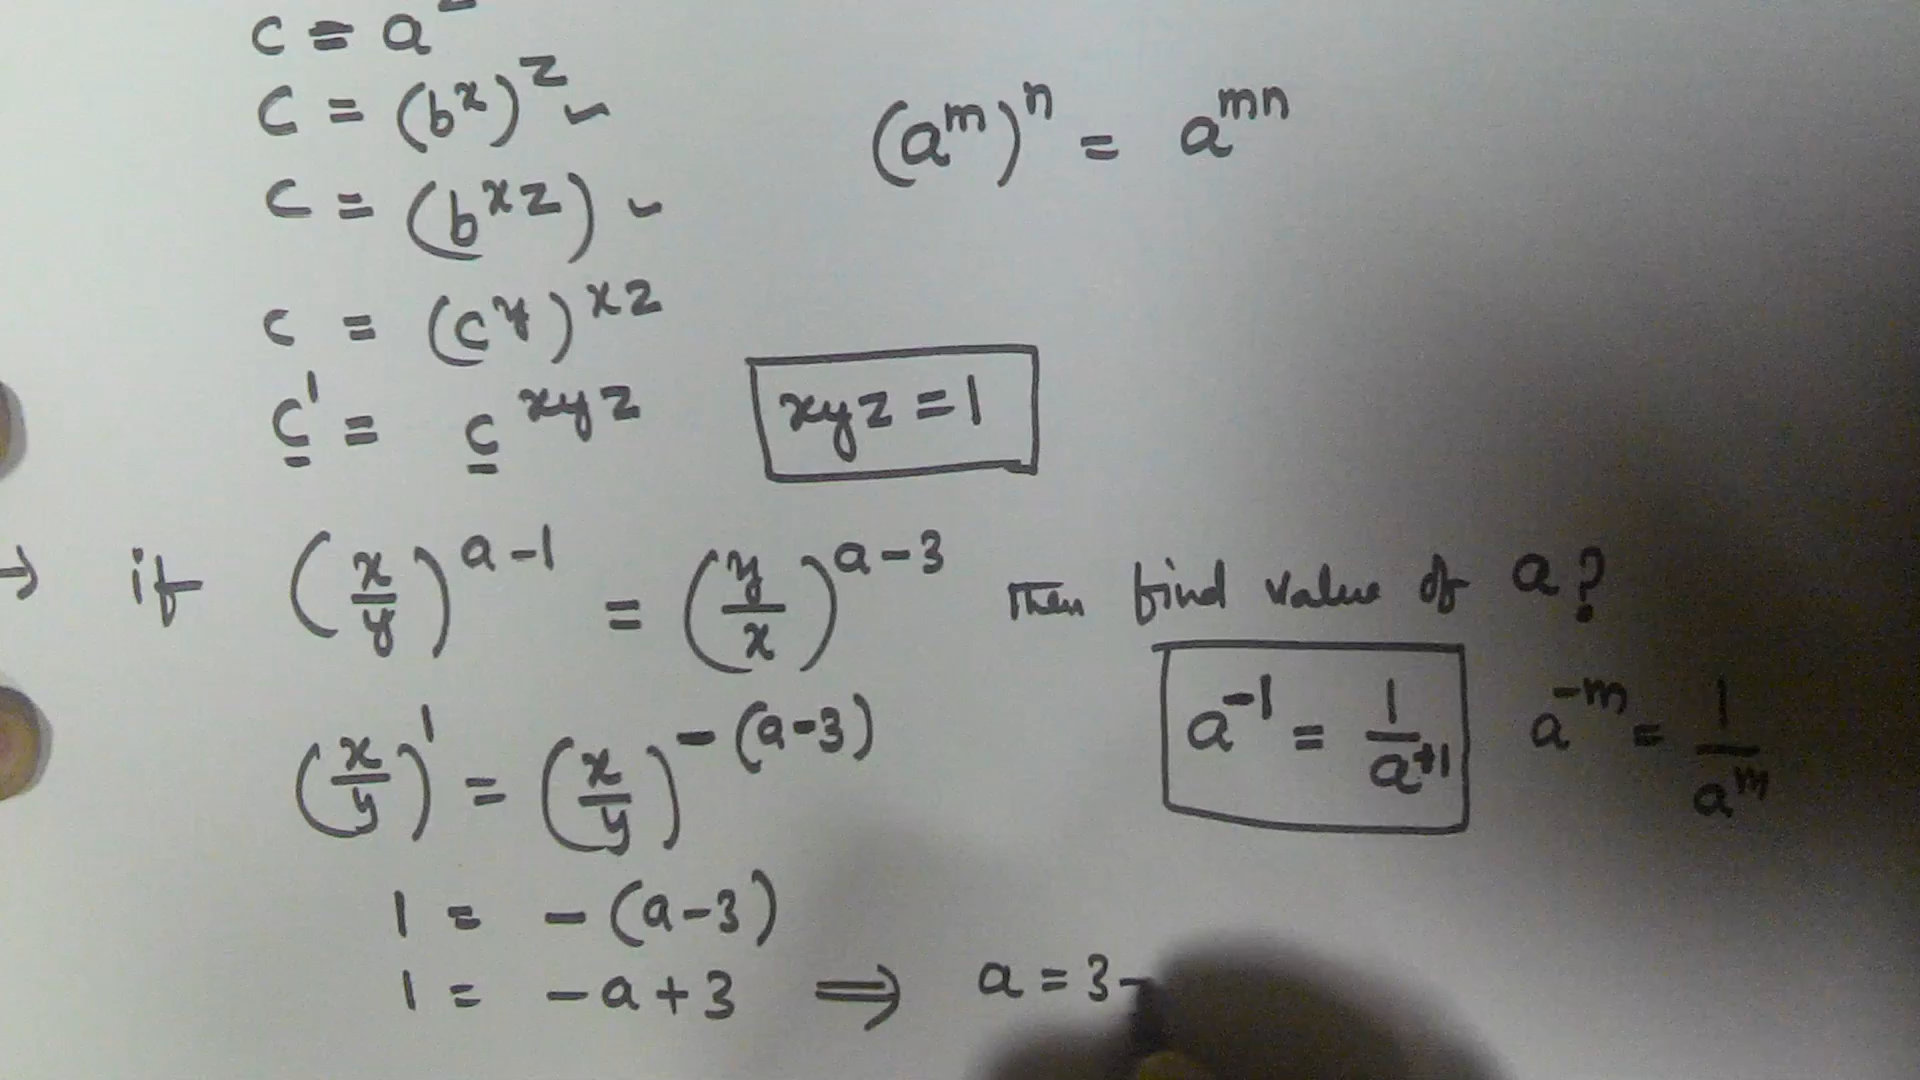 c = a
C = (b^x)^z
(a^m)^n = a^mn
C = (b^xz)
c = (c^y)^xz
c^1 = c^xyz
xyz = 1
→ if (x/y)^a-1 = (y/x)^a-3 Then find value of a?
(x/y)^1 = (x/y)^-(a-3)
a^-1 = 1/a^+1
a^-m = 1/a^m
1 = -(a-3)
1 = -a+3 ⇒ a = 3-